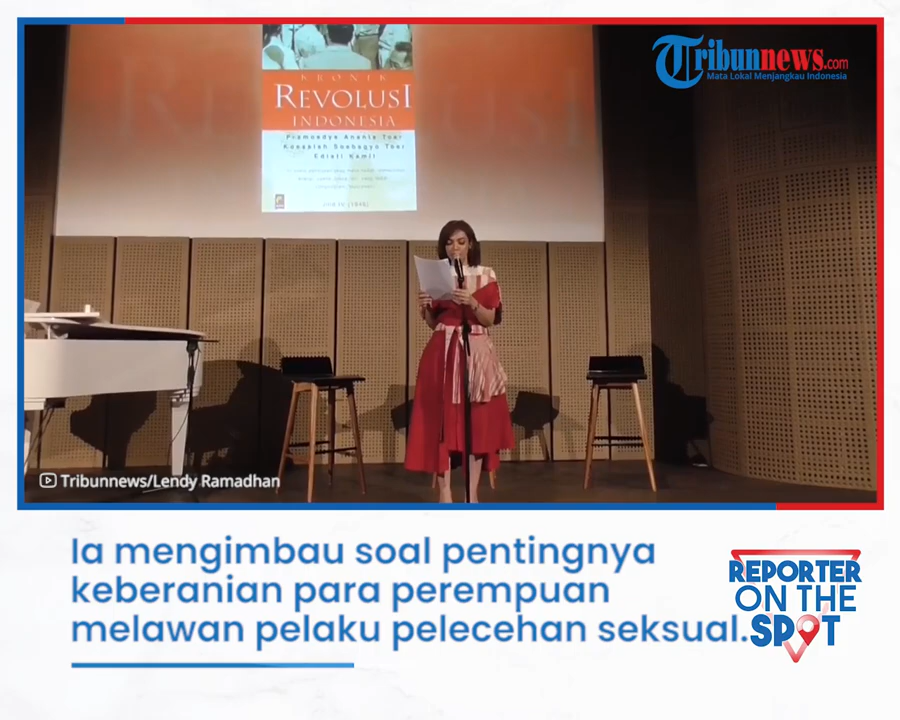 Tribunnews.com
Mata Lokal Menjangkau Indonesia
KRONIK
REVOLUSI
INDONESIA
Pramoedya Ananta Toer
Koesalah Soebagyo Toer
Ediati Kamil
Tribunnews/Lendy Ramadhan
Ia mengimbau soal pentingnya
keberanian para perempuan
melawan pelaku pelecehan seksual.
REPORTER
ON THE
SPOT